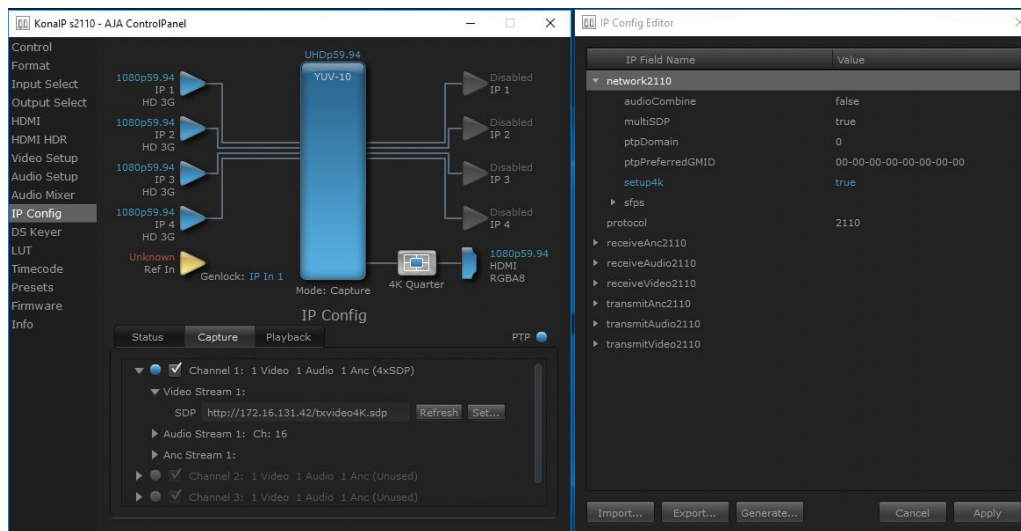 KonaIP s2110 - AJA ControlPanel
Control
Format
Input Select
Output Select
HDMI
HDMI HDR
Video Setup
Audio Setup
Audio Mixer
IP Config
DS Keyer
LUT
Timecode
Presets
Firmware
Info
UHDp59.94
YUV-10
1080p59.94
IP 1
HD 3G
1080p59.94
IP 2
HD 3G
1080p59.94
IP 3
HD 3G
1080p59.94
IP 4
HD 3G
Unknown
Ref In
Genlock: IP In 1
Mode: Capture
Disabled
IP 1
Disabled
IP 2
Disabled
IP 3
Disabled
IP 4
4K Quarter
1080p59.94
HDMI
RGBA8
IP Config
Status Capture Playback PTP
Channel 1: 1 Video 1 Audio 1 Anc (4xSDP)
Video Stream 1:
SDP http://172.16.131.42/txvideo4K.sdp Refresh Set...
Audio Stream 1: Ch: 16
Anc Stream 1:
Channel 2: 1 Video 1 Audio 1 Anc (Unused)
Channel 3: 1 Video 1 Audio 1 Anc (Unused)
IP Config Editor
IP Field Name Value
network2110
audioCombine false
multiSDP true
ptpDomain 0
ptpPreferredGMID 00-00-00-00-00-00-00-00
setup4k true
sfps
protocol 2110
receiveAnc2110
receiveAudio2110
receiveVideo2110
transmitAnc2110
transmitAudio2110
transmitVideo2110
Import... Export... Generate... Cancel Apply